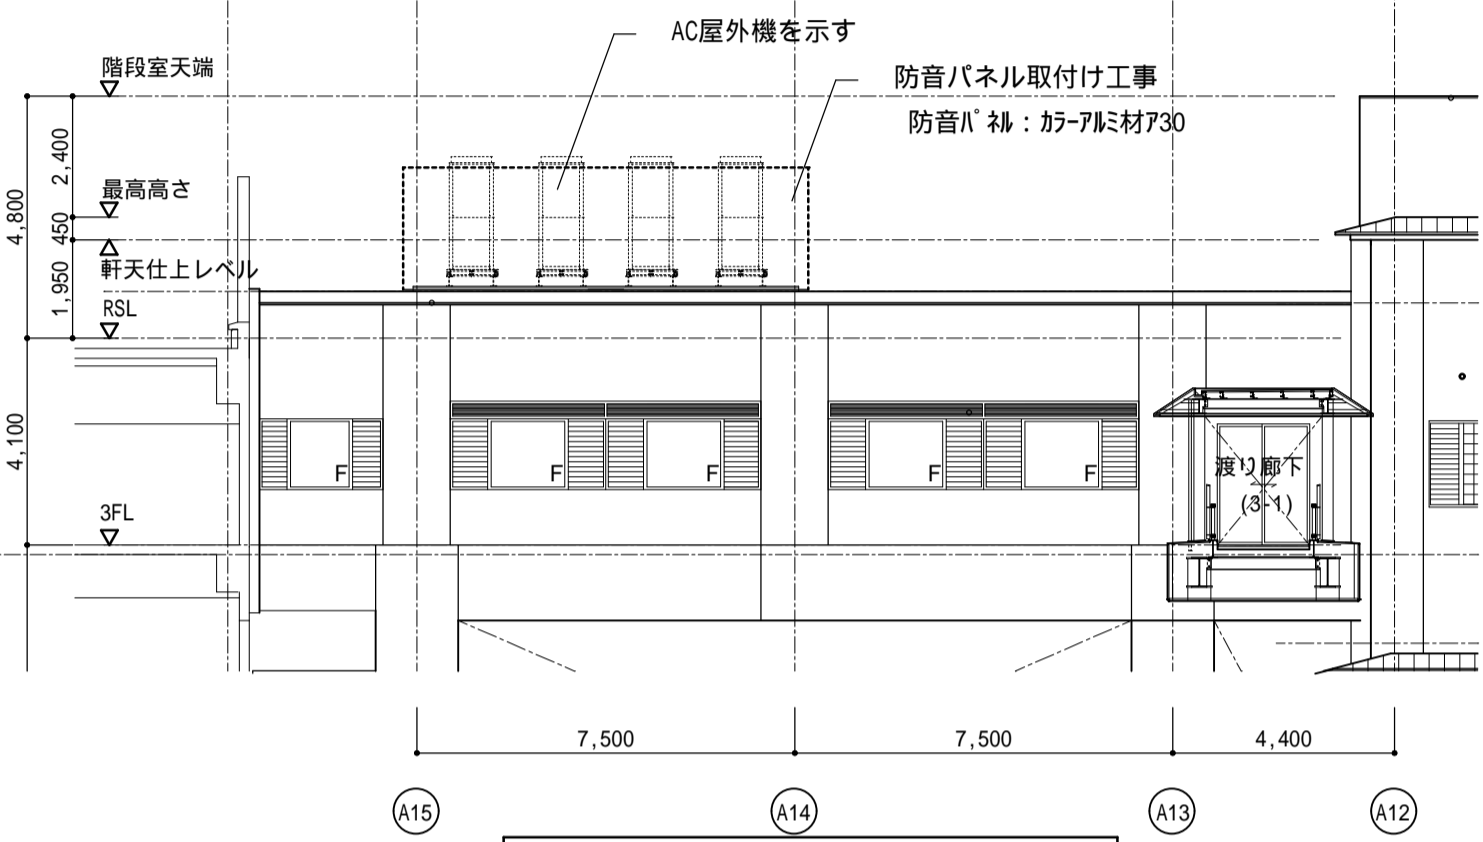 AC屋外機を示す
階段室天端
防音パネル取付け工事
防音パネル：カラーアルミ材ア30
2,400
最高高さ
4,800
450
軒天仕上レベル
1,950
RSL
4,100
F
F
F
F
F
渡り廊下
(3-1)
3FL
7,500
7,500
4,400
A15
A14
A13
A12